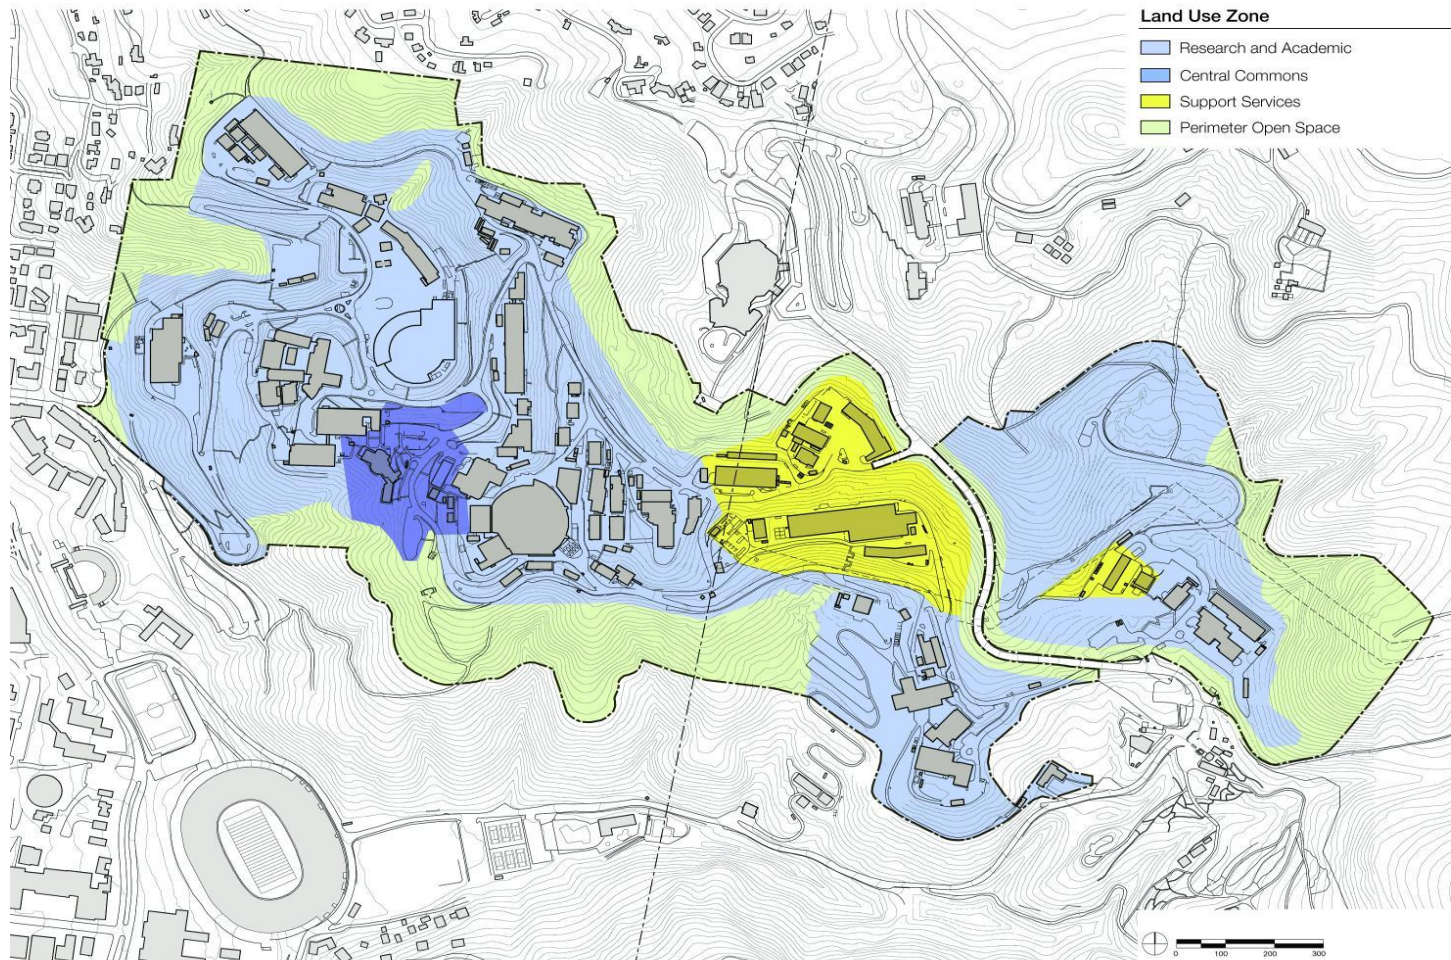 Land Use Zone
Research and Academic
Central Commons
Support Services
Perimeter Open Space
0 100 200 300